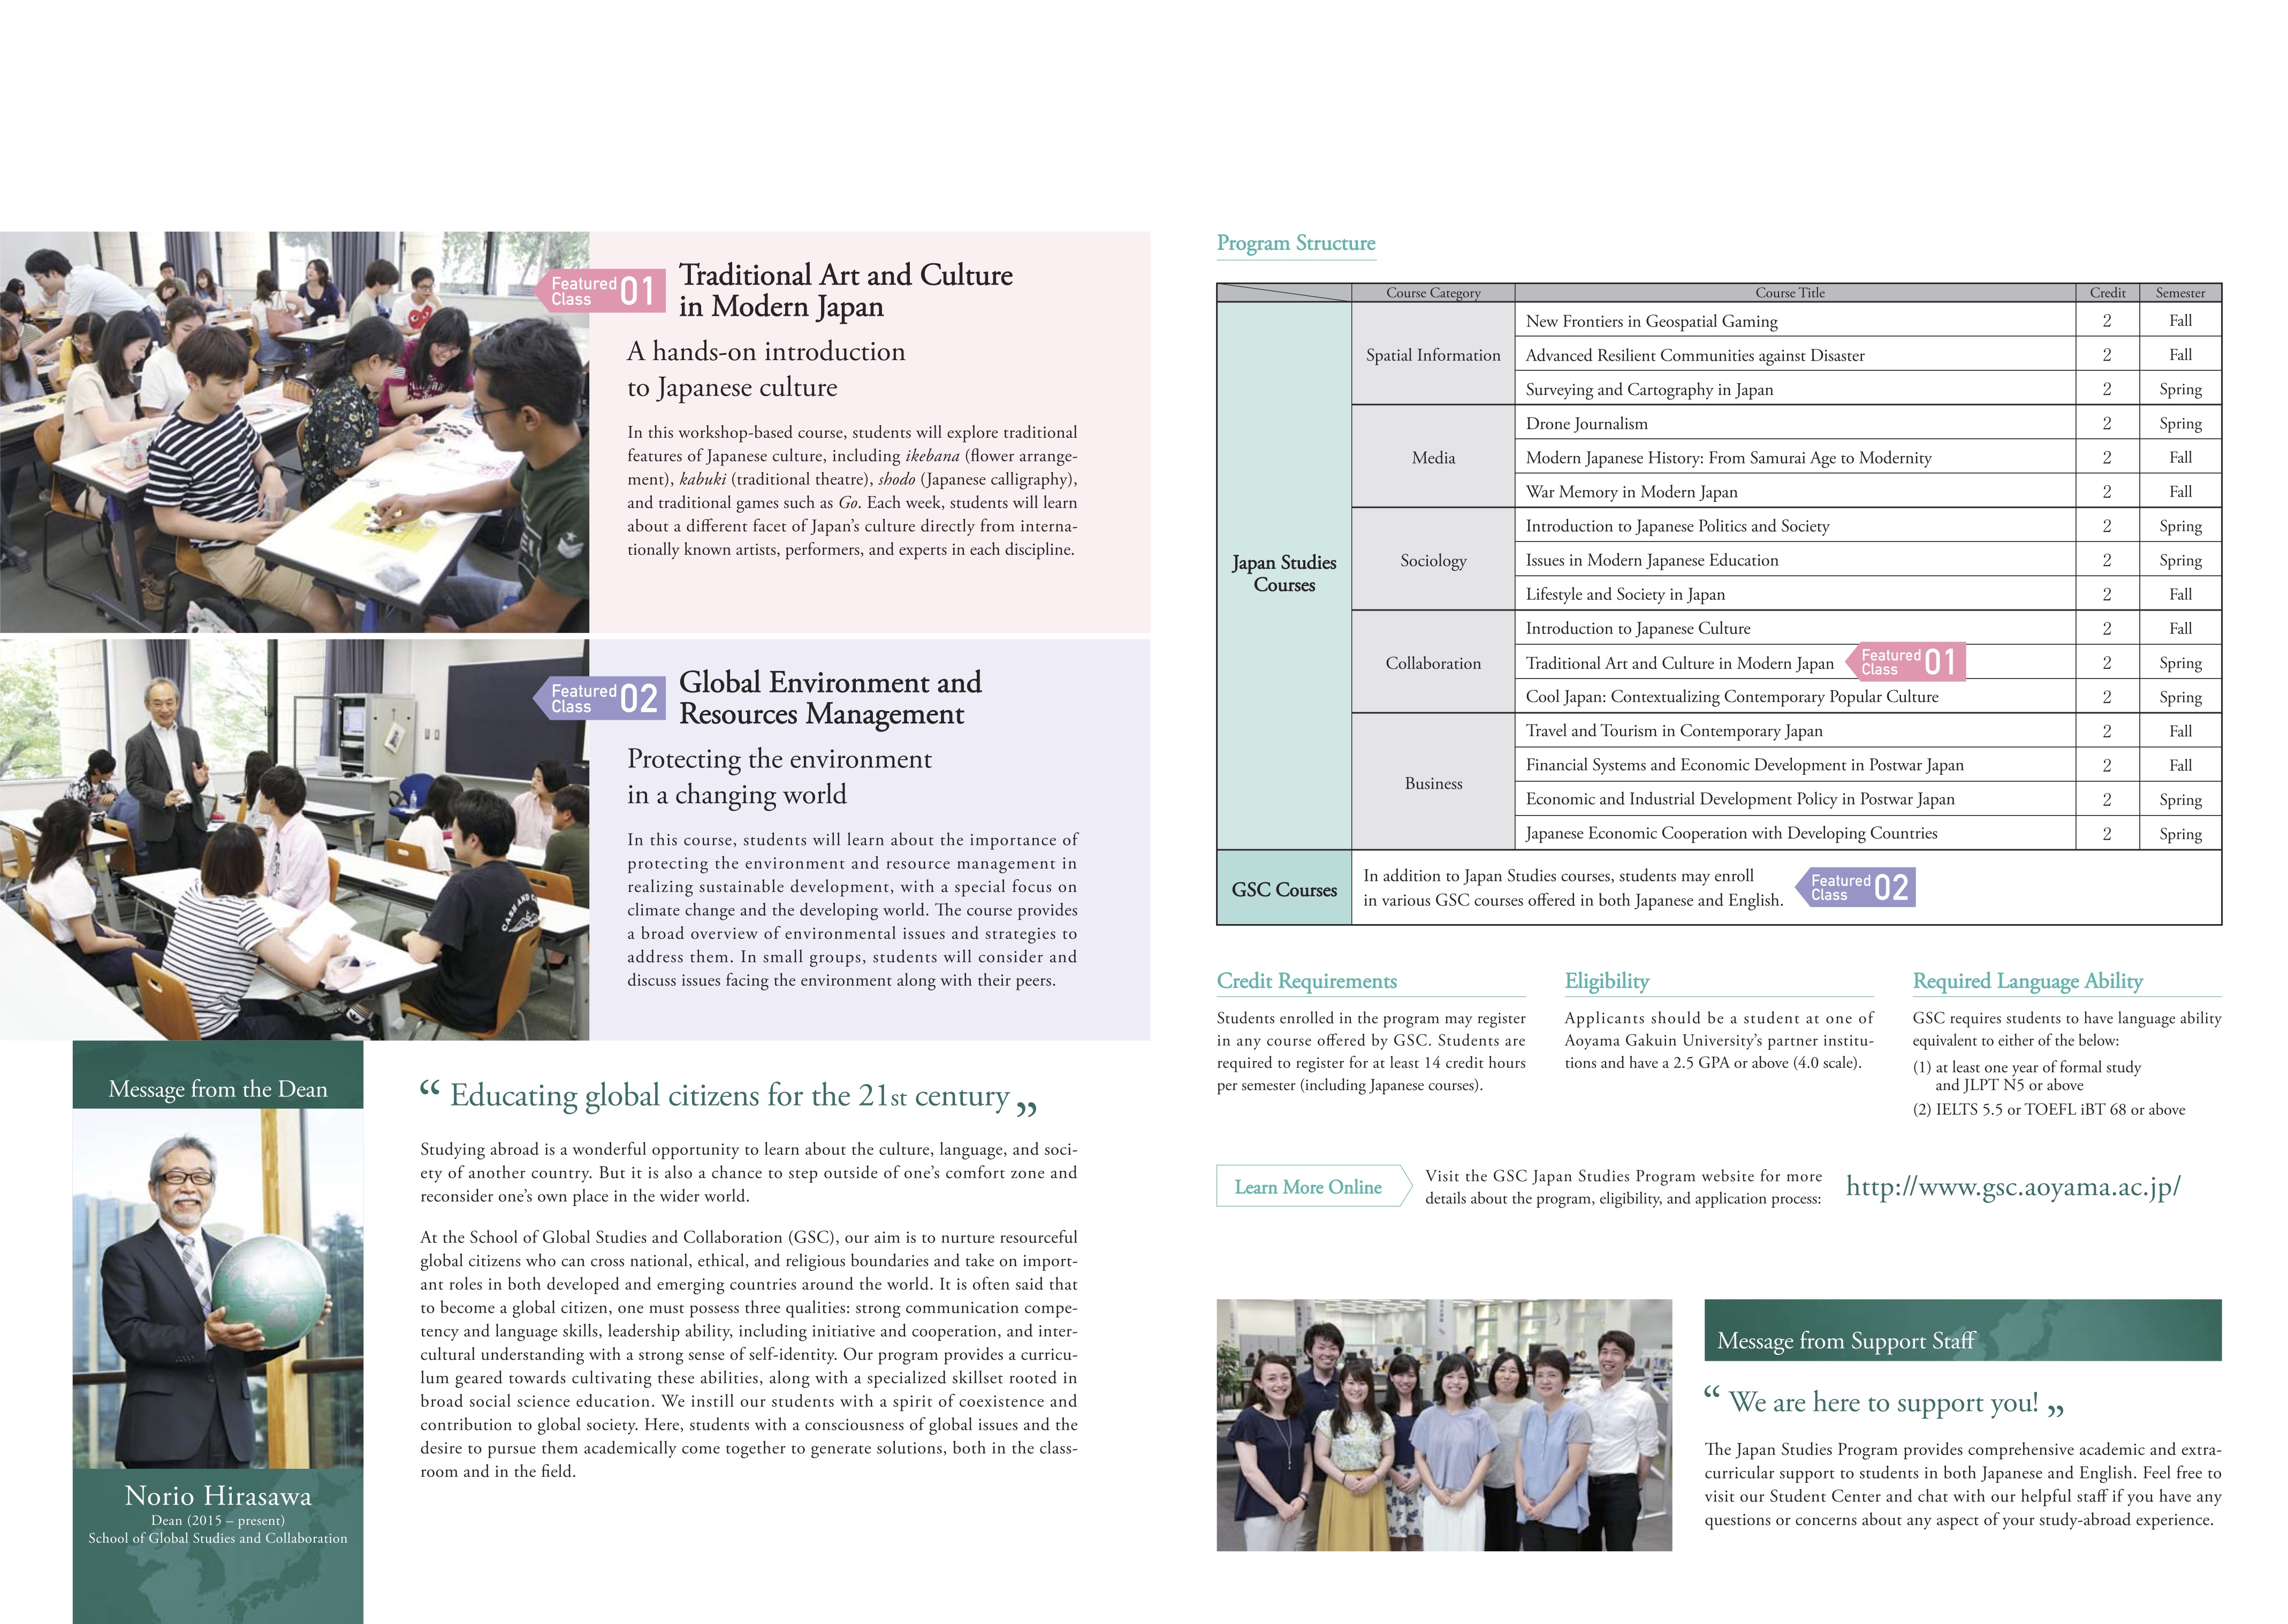 Featured
Class 01
Traditional Art and Culture
in Modern Japan
A hands-on introduction
to Japanese culture
In this workshop-based course, students will explore traditional
features of Japanese culture, including ikebana (flower arrange-
ment), kabuki (traditional theatre), shodo (Japanese calligraphy),
and traditional games such as Go. Each week, students will learn
about a different facet of Japan's culture directly from interna-
tionally known artists, performers, and experts in each discipline.
Featured
Class 02
Global Environment and
Resources Management
Protecting the environment
in a changing world
In this course, students will learn about the importance of
protecting the environment and resource management in
realizing sustainable development, with a special focus on
climate change and the developing world. The course provides
a broad overview of environmental issues and strategies to
address them. In small groups, students will consider and
discuss issues facing the environment along with their peers.
Message from the Dean
Norio Hirasawa
Dean (2015 – present)
School of Global Studies and Collaboration
“ Educating global citizens for the 21st century „
Studying abroad is a wonderful opportunity to learn about the culture, language, and soci-
ety of another country. But it is also a chance to step outside of one's comfort zone and
reconsider one's own place in the wider world.
At the School of Global Studies and Collaboration (GSC), our aim is to nurture resourceful
global citizens who can cross national, ethical, and religious boundaries and take on import-
ant roles in both developed and emerging countries around the world. It is often said that
to become a global citizen, one must possess three qualities: strong communication compe-
tency and language skills, leadership ability, including initiative and cooperation, and inter-
cultural understanding with a strong sense of self-identity. Our program provides a curricu-
lum geared towards cultivating these abilities, along with a specialized skillset rooted in
broad social science education. We instill our students with a spirit of coexistence and
contribution to global society. Here, students with a consciousness of global issues and the
desire to pursue them academically come together to generate solutions, both in the class-
room and in the field.
Program Structure
Course Category Course Title Credit Semester
Japan Studies
Courses
Spatial Information
New Frontiers in Geospatial Gaming 2 Fall
Advanced Resilient Communities against Disaster 2 Fall
Surveying and Cartography in Japan 2 Spring
Media
Drone Journalism 2 Spring
Modern Japanese History: From Samurai Age to Modernity 2 Fall
War Memory in Modern Japan 2 Fall
Sociology
Introduction to Japanese Politics and Society 2 Spring
Issues in Modern Japanese Education 2 Spring
Lifestyle and Society in Japan 2 Fall
Collaboration
Introduction to Japanese Culture 2 Fall
Traditional Art and Culture in Modern Japan Featured Class 01 2 Spring
Cool Japan: Contextualizing Contemporary Popular Culture 2 Spring
Business
Travel and Tourism in Contemporary Japan 2 Fall
Financial Systems and Economic Development in Postwar Japan 2 Fall
Economic and Industrial Development Policy in Postwar Japan 2 Spring
Japanese Economic Cooperation with Developing Countries 2 Spring
GSC Courses
In addition to Japan Studies courses, students may enroll
in various GSC courses offered in both Japanese and English.
Featured
Class 02
Credit Requirements
Students enrolled in the program may register
in any course offered by GSC. Students are
required to register for at least 14 credit hours
per semester (including Japanese courses).
Eligibility
Applicants should be a student at one of
Aoyama Gakuin University's partner institu-
tions and have a 2.5 GPA or above (4.0 scale).
Required Language Ability
GSC requires students to have language ability
equivalent to either of the below:
(1) at least one year of formal study
and JLPT N5 or above
(2) IELTS 5.5 or TOEFL iBT 68 or above
Learn More Online
Visit the GSC Japan Studies Program website for more
details about the program, eligibility, and application process:
http://www.gsc.aoyama.ac.jp/
Message from Support Staff
“ We are here to support you! „
The Japan Studies Program provides comprehensive academic and extra-
curricular support to students in both Japanese and English. Feel free to
visit our Student Center and chat with our helpful staff if you have any
questions or concerns about any aspect of your study-abroad experience.